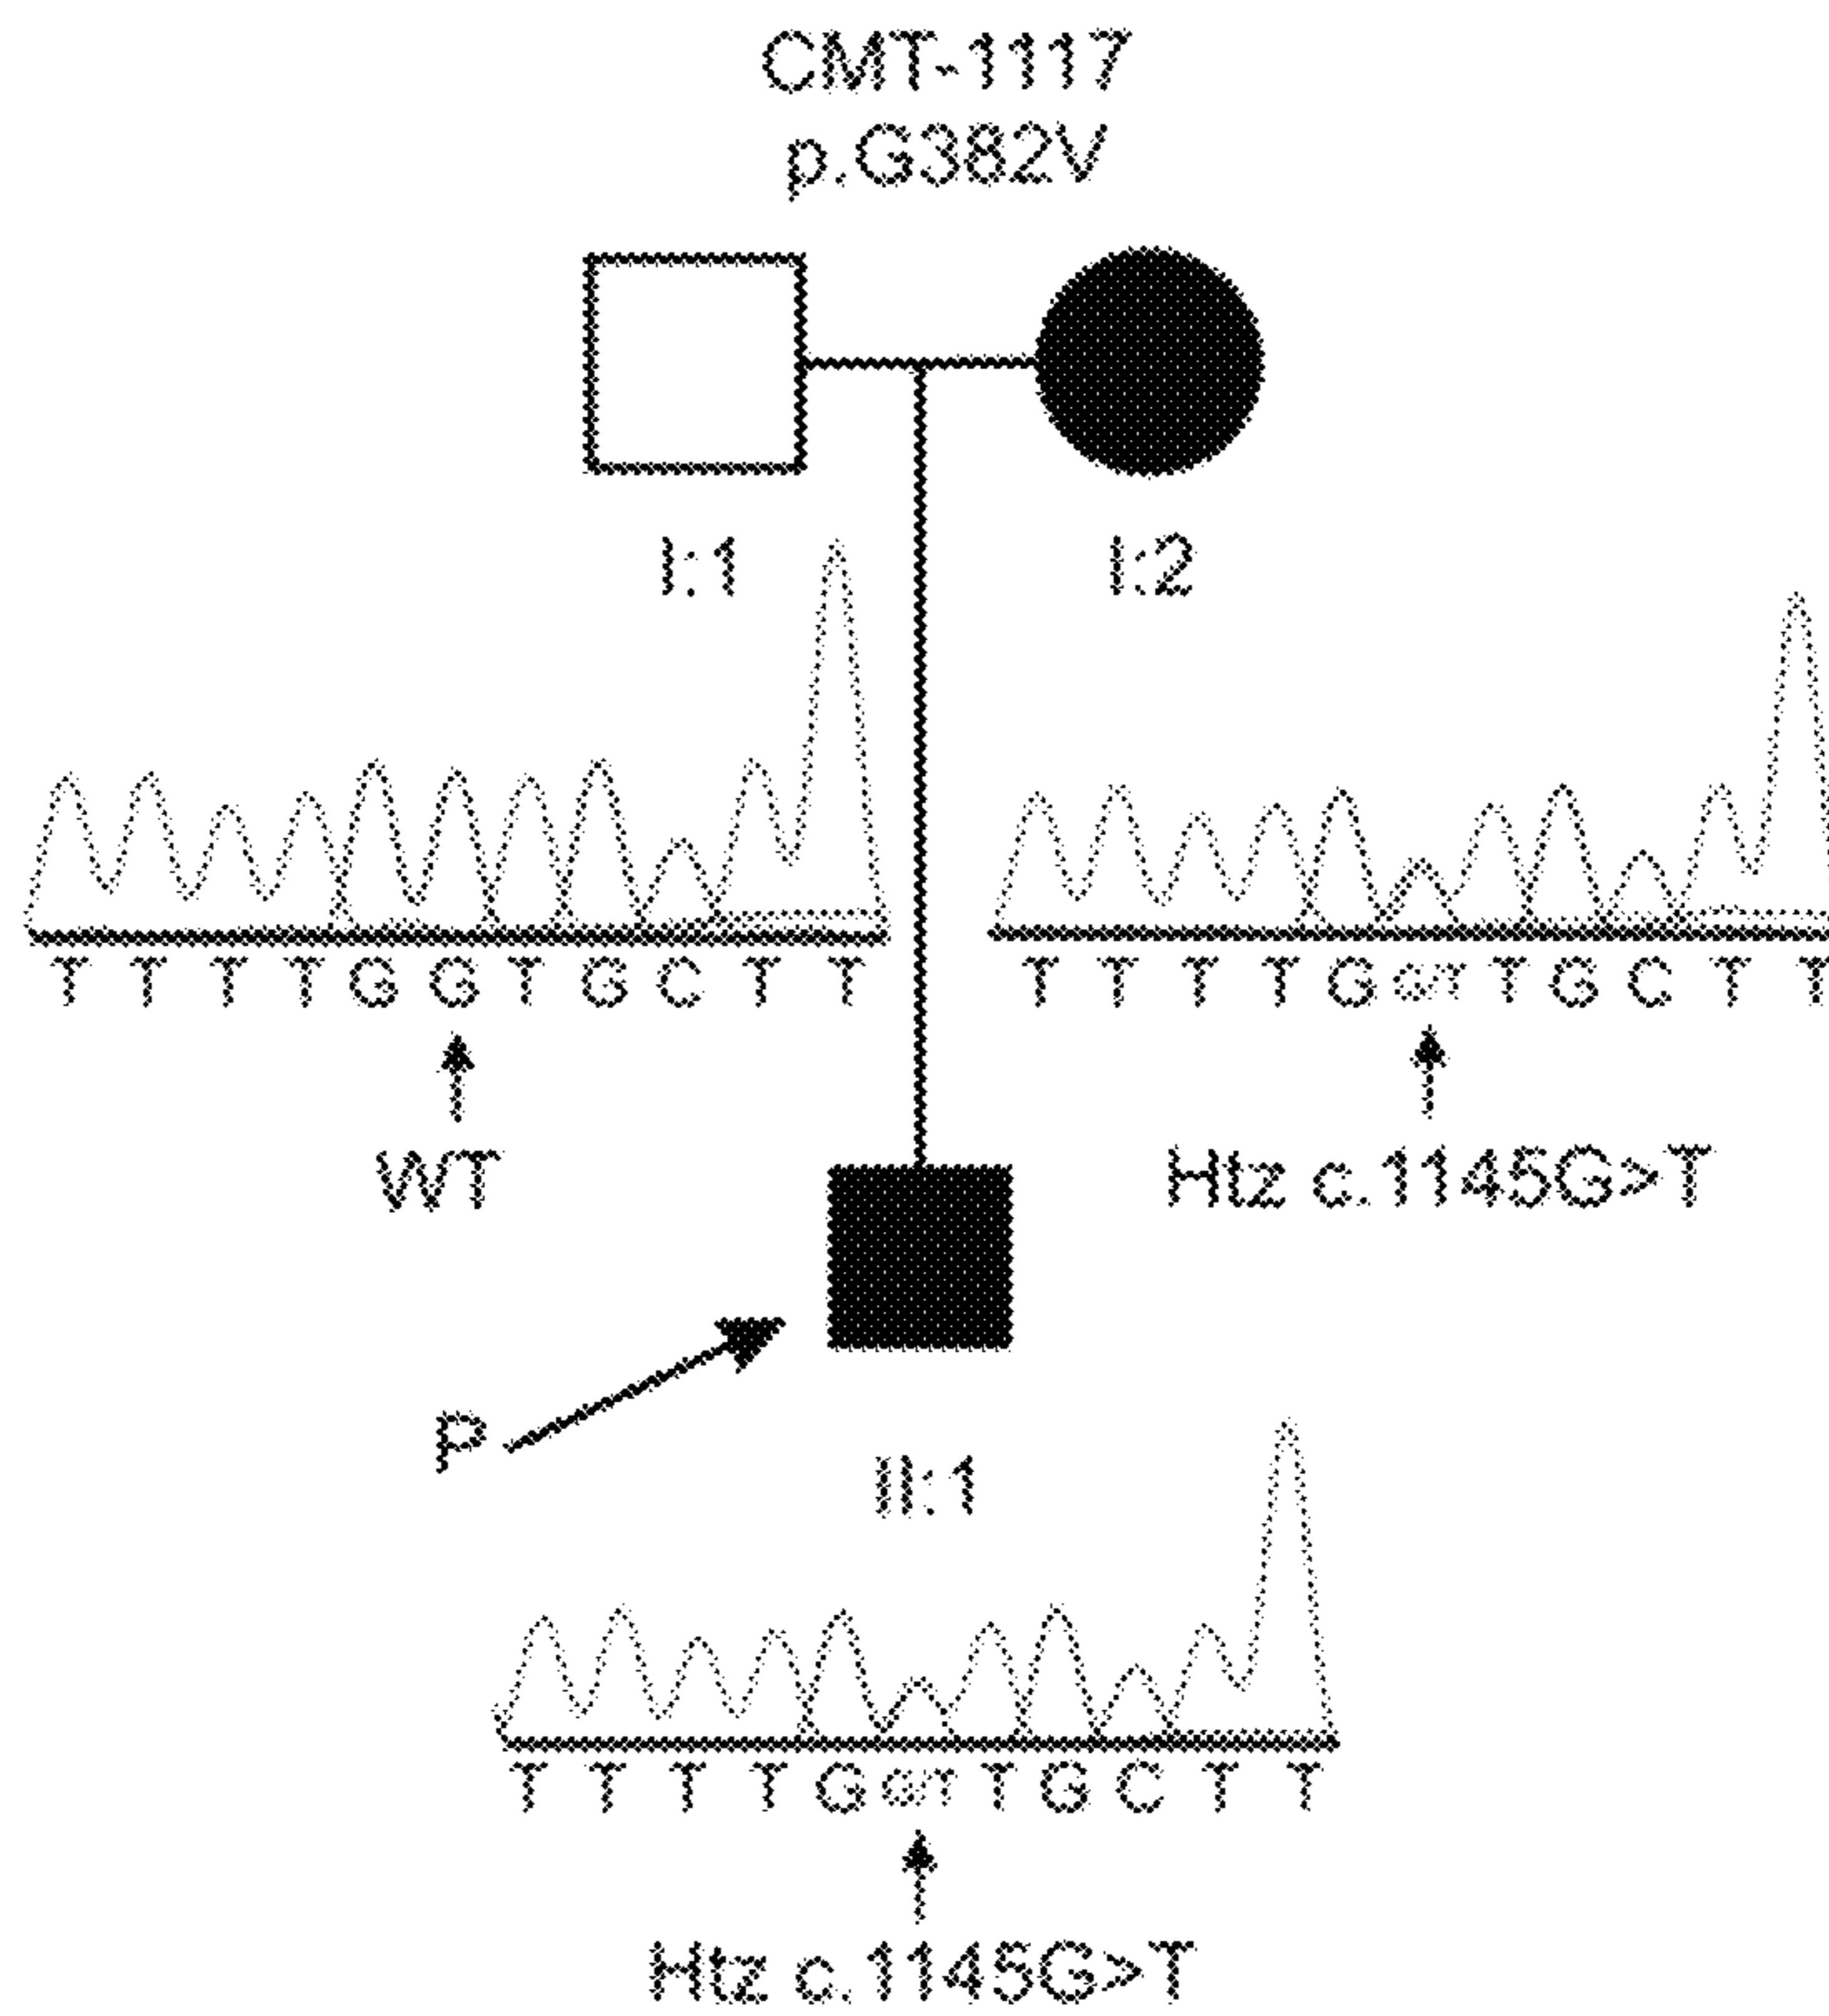 CMT-1117
p.G382V
I:1
I:2
T T T T G G T G C T T
T T T T G G/T T G C T T
WT
Htz c.1145G>T
P
II:1
T T T T G G/T T G C T T
Htz c.1145G>T